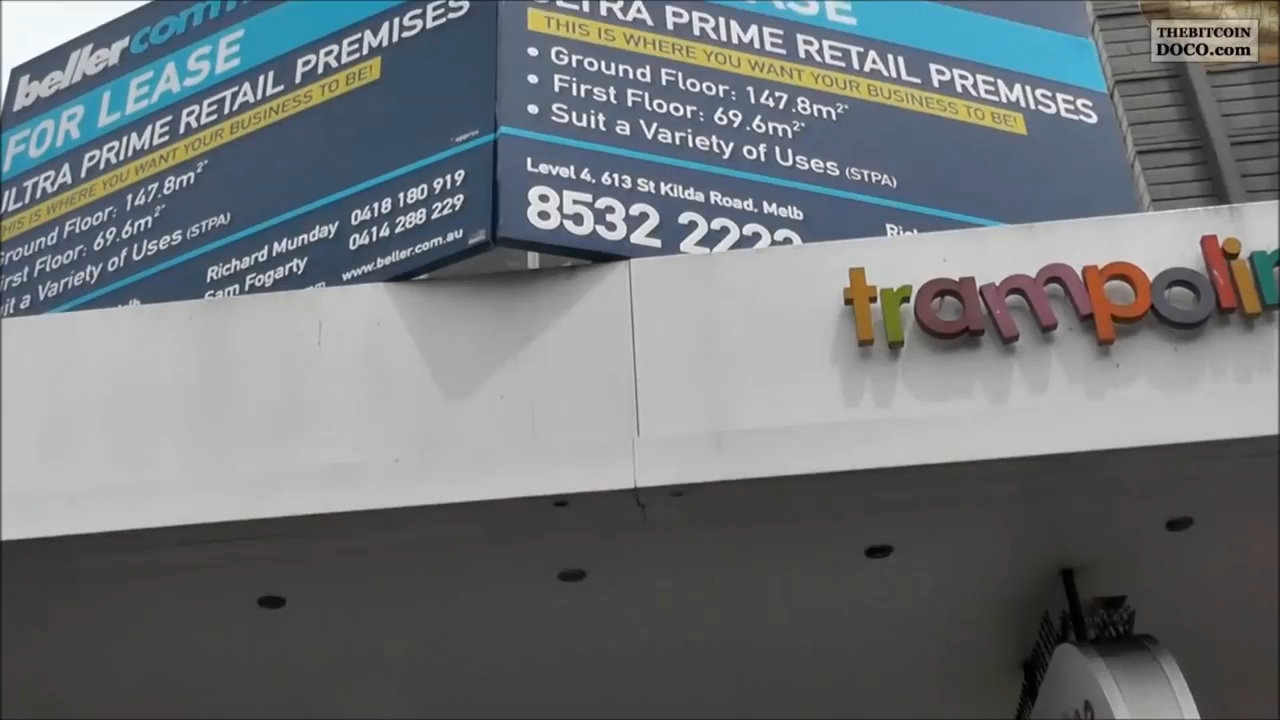 beller
FOR LEASE
ULTRA PRIME RETAIL PREMISES
THIS IS WHERE YOU WANT YOUR BUSINESS TO BE!
Ground Floor: 147.8m²*
First Floor: 69.6m²*
Suit a Variety of Uses (STPA)
Richard Munday 0418 180 919
Sam Fogarty 0414 288 229
www.beller.com.au
ULTRA PRIME RETAIL PREMISES
THIS IS WHERE YOU WANT YOUR BUSINESS TO BE!
• Ground Floor: 147.8m²*
• First Floor: 69.6m²*
• Suit a Variety of Uses (STPA)
Level 4, 613 St Kilda Road, Melb
8532 2222
trampolin
THEBITCOIN
DOCO.com